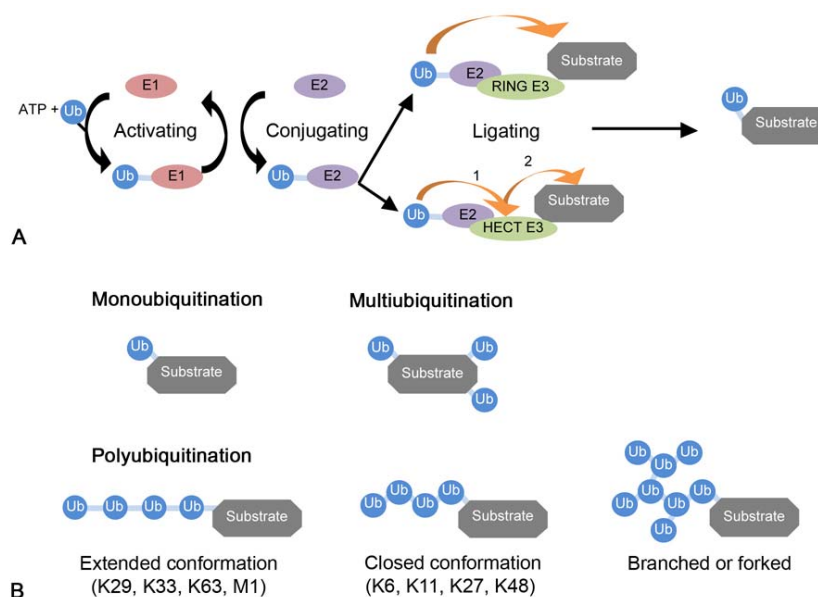 ATP + Ub
E1
Activating
Ub E1
E2
Conjugating
Ub E2
Ub E2 RING E3 Substrate
Ligating
1 2
Ub E2 HECT E3 Substrate
Ub Substrate
A
Monoubiquitination
Ub
Substrate
Multiubiquitination
Ub Ub
Substrate
Ub
Polyubiquitination
Ub Ub Ub Ub Substrate
Extended conformation
(K29, K33, K63, M1)
Ub Ub Ub Ub Ub Substrate
Closed conformation
(K6, K11, K27, K48)
Ub Ub Ub Ub Ub Ub Ub Ub Substrate
Branched or forked
B